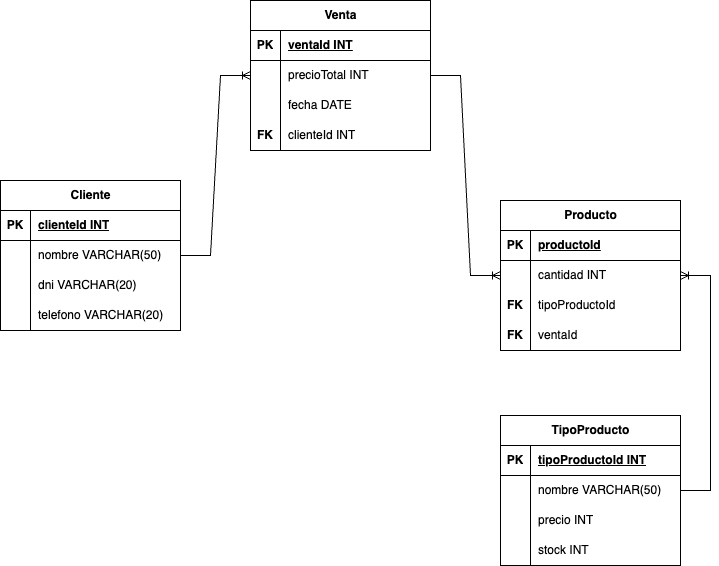 Venta
PK ventaId INT
precioTotal INT
fecha DATE
FK clienteId INT
Cliente
PK clienteId INT
nombre VARCHAR(50)
dni VARCHAR(20)
telefono VARCHAR(20)
Producto
PK productoId
cantidad INT
FK tipoProductoId
FK ventaId
TipoProducto
PK tipoProductoId INT
nombre VARCHAR(50)
precio INT
stock INT